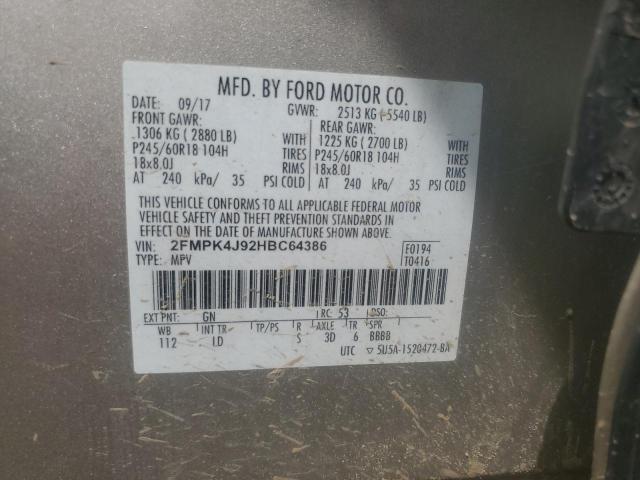 MFD. BY FORD MOTOR CO.
DATE: 09/17 GVWR: 2513 KG (5540 LB)
FRONT GAWR: REAR GAWR:
1306 KG (2880 LB) WITH 1225 KG (2700 LB) WITH
P245/60R18 104H TIRES P245/60R18 104H TIRES
18x8.0J RIMS 18x8.0J RIMS
AT 240 kPa/ 35 PSI COLD AT 240 kPa/ 35 PSI COLD
THIS VEHICLE CONFORMS TO ALL APPLICABLE FEDERAL MOTOR
VEHICLE SAFETY AND THEFT PREVENTION STANDARDS IN
EFFECT ON THE DATE OF MANUFACTURE SHOWN ABOVE.
VIN: 2FMPK4J92HBC64386 F0194
TYPE: MPV T0416
EXT PNT: GN RC: 53 DSO:
WB INT TR TP/PS R AXLE TR SPR
112 LD S 3D 6 BBBB
UTC ▽ 5U5A-1520472-BA